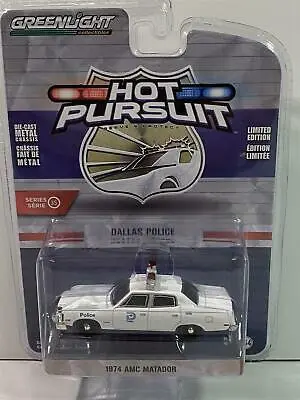 GREENLIGHT
collectibles
HOT
PURSUIT
DIE-CAST
METAL
CHASSIS
CHÂSSIS
FAIT DE
MÉTAL
LIMITED
EDITION
ÉDITION
LIMITÉE
SERIES
SÉRIE
DALLAS POLICE
Police
1974 AMC MATADOR